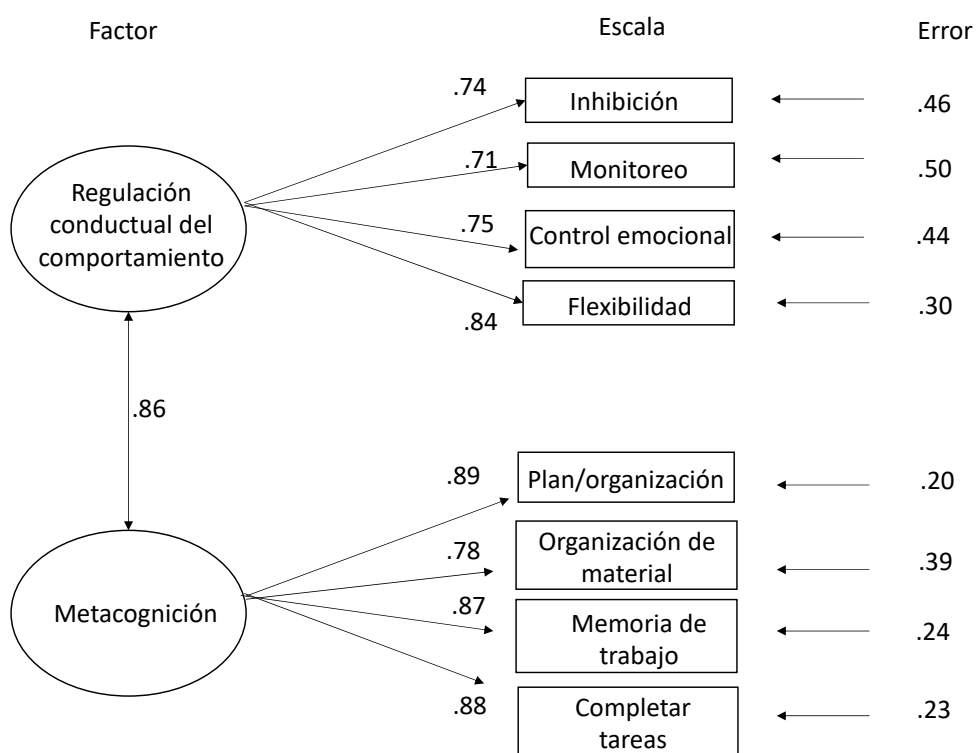 Factor
Escala
Error
.74
Inhibición
.46
Regulación
conductual del
comportamiento
.71
Monitoreo
.50
.75
Control emocional
.44
.84
Flexibilidad
.30
.86
.89
Plan/organización
.20
Metacognición
.78
Organización de
material
.39
.87
Memoria de
trabajo
.24
.88
Completar
tareas
.23